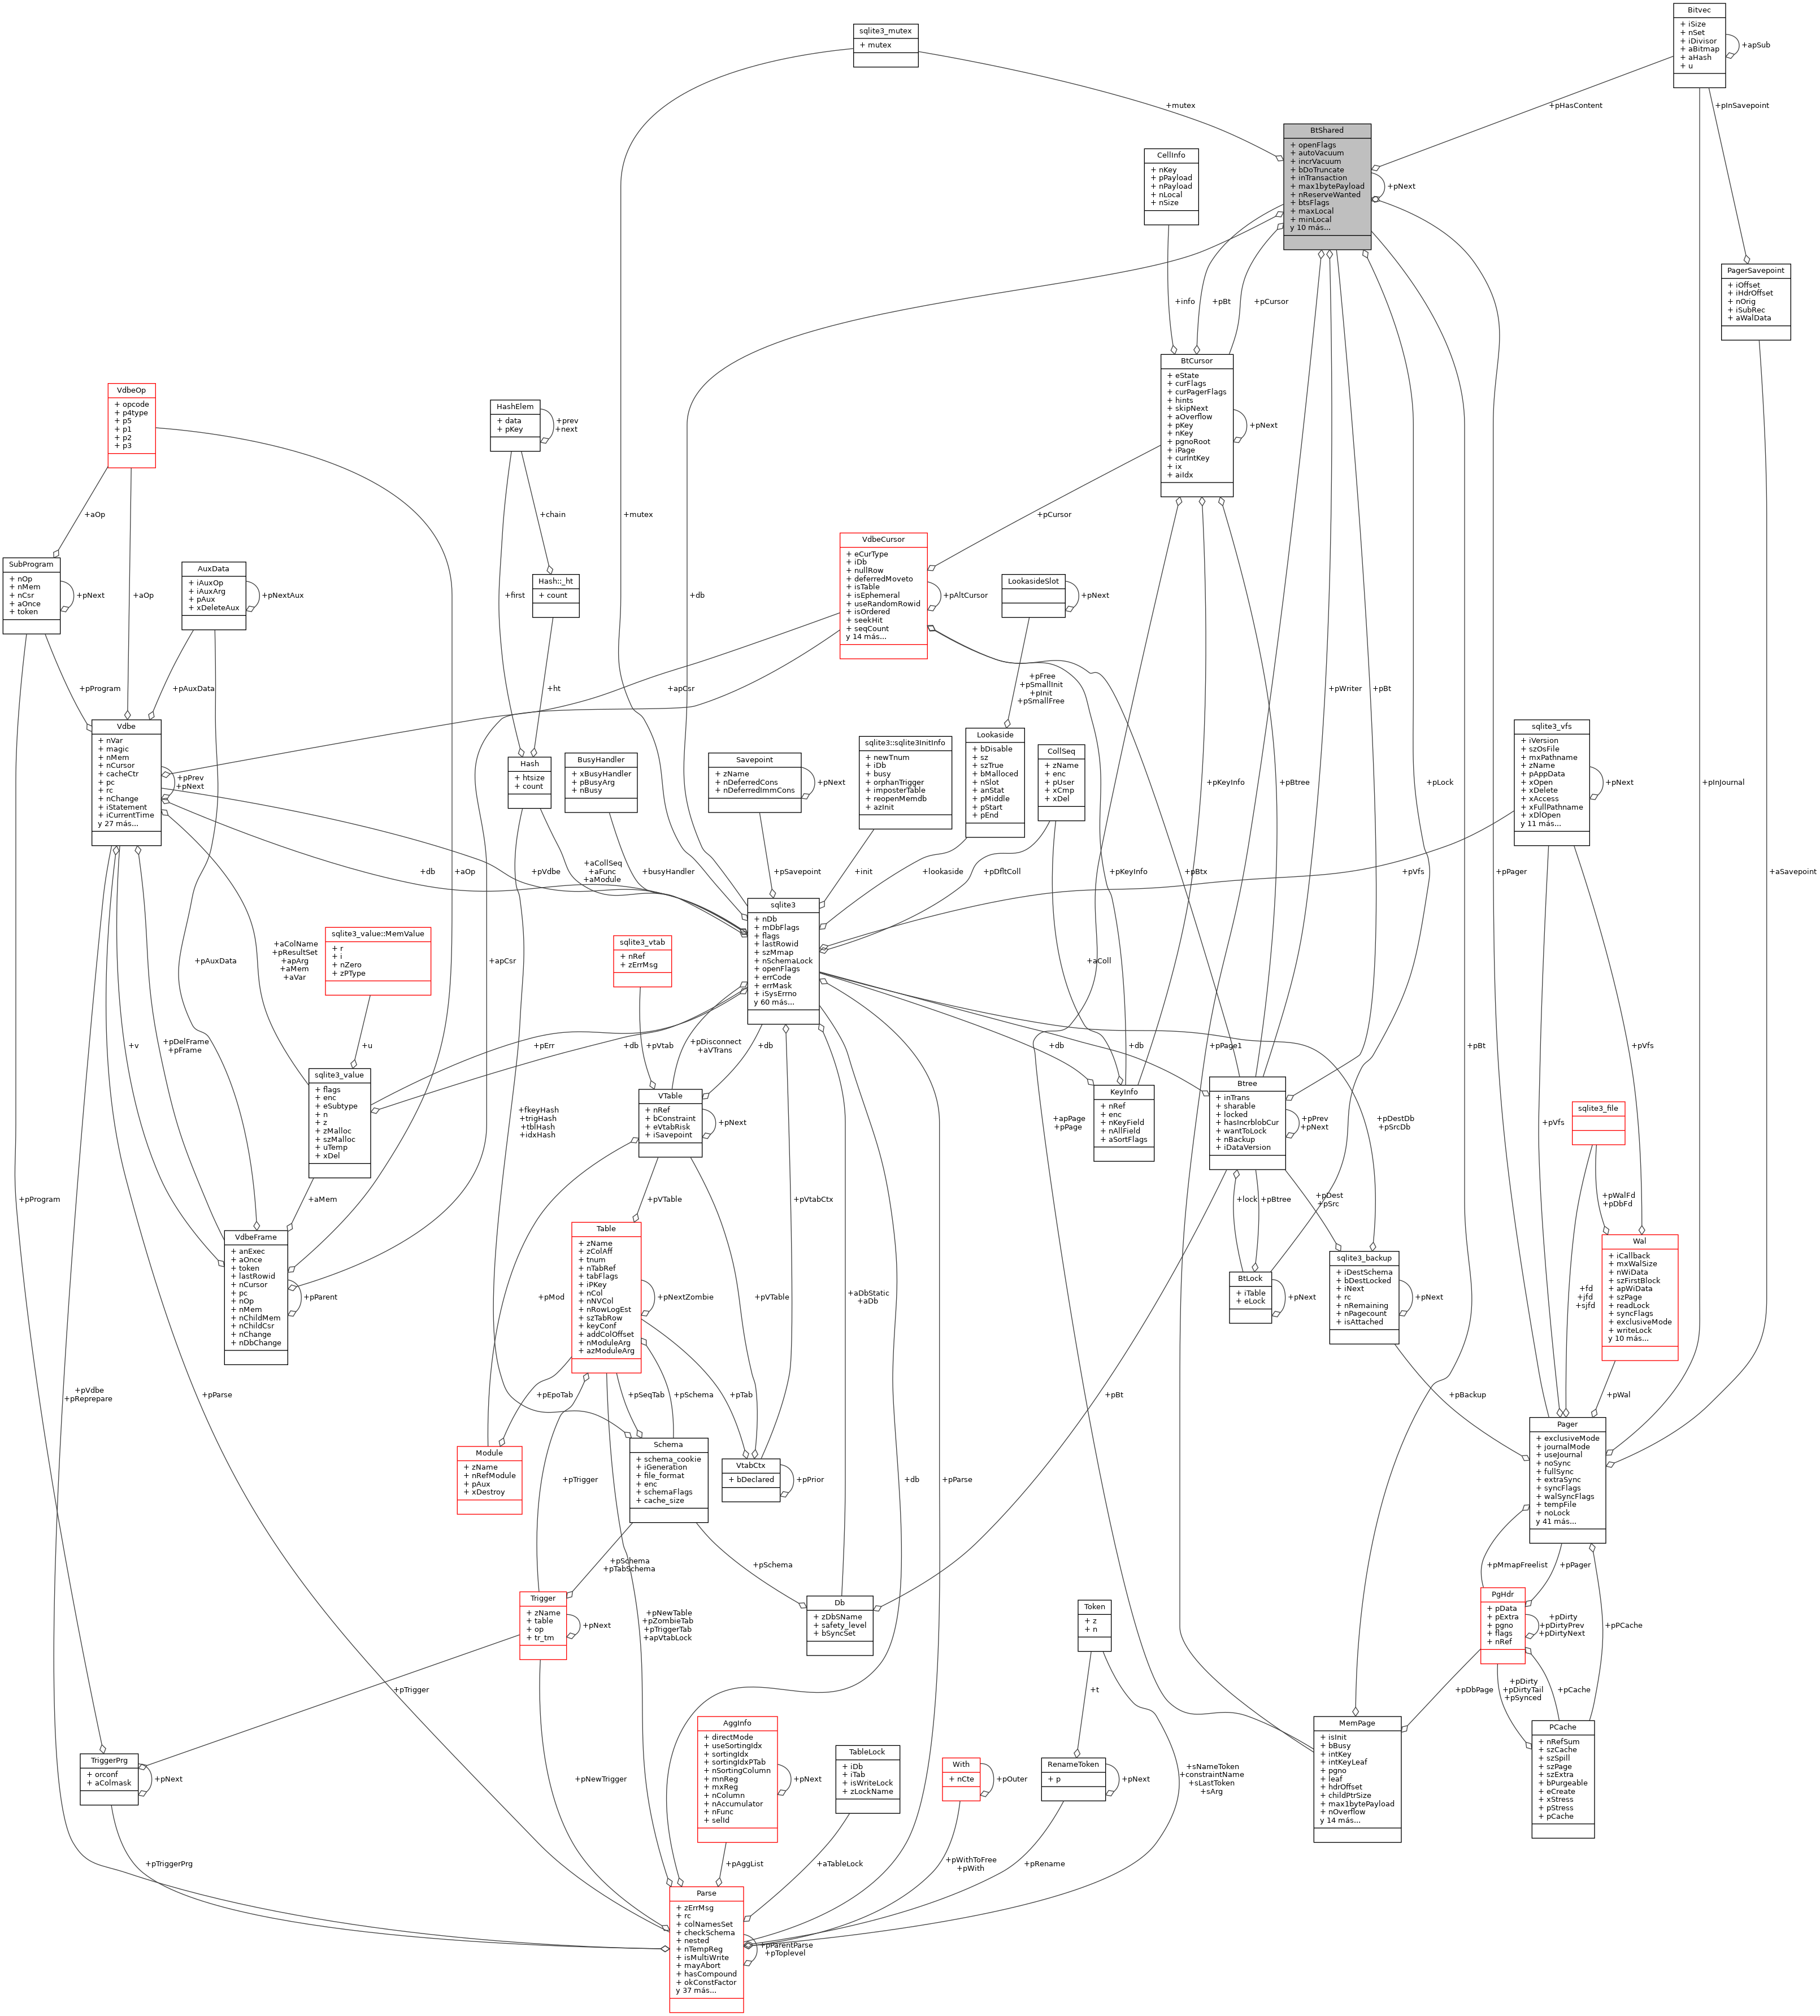 Bitvec
+ iSize
+ nSet
+ iDivisor
+ aBitmap
+ aHash
+ u
+apSub
sqlite3_mutex
+ mutex
+mutex
+pHasContent
+pInSavepoint
BtShared
+ openFlags
+ autoVacuum
+ incrVacuum
+ bDoTruncate
+ inTransaction
+ max1bytePayload
+ nReserveWanted
+ btsFlags
+ maxLocal
+ minLocal
y 10 más...
+pNext
CellInfo
+ nKey
+ pPayload
+ nPayload
+ nLocal
+ nSize
PagerSavepoint
+ iOffset
+ iHdrOffset
+ nOrig
+ iSubRec
+ aWalData
+info
+pBt
+pCursor
BtCursor
+ eState
+ curFlags
+ curPagerFlags
+ hints
+ skipNext
+ aOverflow
+ pKey
+ nKey
+ pgnoRoot
+ iPage
+ curIntKey
+ ix
+ aiIdx
+pNext
VdbeOp
+ opcode
+ p4type
+ p5
+ p1
+ p2
+ p3
HashElem
+ data
+ pKey
+prev
+next
+aOp
+chain
+mutex
+pCursor
VdbeCursor
+ eCurType
+ iDb
+ nullRow
+ deferredMoveto
+ isTable
+ isEphemeral
+ useRandomRowid
+ isOrdered
+ seekHit
+ seqCount
y 14 más...
+pAltCursor
SubProgram
+ nOp
+ nMem
+ nCsr
+ aOnce
+ token
+pNext
+aOp
AuxData
+ iAuxOp
+ iAuxArg
+ pAux
+ xDeleteAux
+pNextAux
+first
Hash::_ht
+ count
+db
LookasideSlot
+pNext
+pProgram
+pAuxData
+ht
+apCsr
+pFree
+pSmallInit
+pInit
+pSmallFree
+pWriter
+pBt
Vdbe
+ nVar
+ magic
+ nMem
+ nCursor
+ cacheCtr
+ pc
+ rc
+ nChange
+ iStatement
+ iCurrentTime
y 27 más...
+pPrev
+pNext
Hash
+ htsize
+ count
BusyHandler
+ xBusyHandler
+ pBusyArg
+ nBusy
Savepoint
+ zName
+ nDeferredCons
+ nDeferredImmCons
+pNext
sqlite3::sqlite3InitInfo
+ newTnum
+ iDb
+ busy
+ orphanTrigger
+ imposterTable
+ reopenMemdb
+ azInit
Lookaside
+ bDisable
+ sz
+ szTrue
+ bMalloced
+ nSlot
+ anStat
+ pMiddle
+ pStart
+ pEnd
CollSeq
+ zName
+ enc
+ pUser
+ xCmp
+ xDel
+pKeyInfo
+pBtree
+pLock
sqlite3_vfs
+ iVersion
+ szOsFile
+ mxPathname
+ zName
+ pAppData
+ xOpen
+ xDelete
+ xAccess
+ xFullPathname
+ xDlOpen
y 11 más...
+pNext
+pInJournal
+db
+aOp
+pVdbe
+aCollSeq
+aFunc
+aModule
+busyHandler
+pSavepoint
+init
+lookaside
+pDfltColl
+pKeyInfo
+pBtx
+pVfs
+pPager
+aSavepoint
sqlite3
+ nDb
+ mDbFlags
+ flags
+ lastRowid
+ szMmap
+ nSchemaLock
+ openFlags
+ errCode
+ errMask
+ iSysErrno
y 60 más...
+aColName
+pResultSet
+apArg
+aMem
+aVar
sqlite3_value::MemValue
+ r
+ i
+ nZero
+ zPType
sqlite3_vtab
+ nRef
+ zErrMsg
+pAuxData
+apCsr
+aColl
+v
+pDelFrame
+pFrame
+u
+pErr
+db
+pVtab
+pDisconnect
+aVTrans
+db
+db
+db
+pPage1
+pBt
+pVfs
sqlite3_value
+ flags
+ enc
+ eSubtype
+ n
+ z
+ zMalloc
+ szMalloc
+ uTemp
+ xDel
+fkeyHash
+trigHash
+tblHash
+idxHash
VTable
+ nRef
+ bConstraint
+ eVtabRisk
+ iSavepoint
+pNext
+apPage
+pPage
KeyInfo
+ nRef
+ enc
+ nKeyField
+ nAllField
+ aSortFlags
Btree
+ inTrans
+ sharable
+ locked
+ hasIncrblobCur
+ wantToLock
+ nBackup
+ iDataVersion
+pPrev
+pNext
+pDestDb
+pSrcDb
+pVfs
sqlite3_file
+pProgram
+aMem
+pVTable
+pVtabCtx
+lock
+pBtree
+pDest
+pSrc
+pWalFd
+pDbFd
VdbeFrame
+ anExec
+ aOnce
+ token
+ lastRowid
+ nCursor
+ pc
+ nOp
+ nMem
+ nChildMem
+ nChildCsr
+ nChange
+ nDbChange
+pParent
+pMod
Table
+ zName
+ zColAff
+ tnum
+ nTabRef
+ tabFlags
+ iPKey
+ nCol
+ nNVCol
+ nRowLogEst
+ szTabRow
+ keyConf
+ addColOffset
+ nModuleArg
+ azModuleArg
+pNextZombie
+pVTable
+aDbStatic
+aDb
BtLock
+ iTable
+ eLock
+pNext
sqlite3_backup
+ iDestSchema
+ bDestLocked
+ iNext
+ rc
+ nRemaining
+ nPagecount
+ isAttached
+pNext
+fd
+jfd
+sjfd
Wal
+ iCallback
+ mxWalSize
+ nWiData
+ szFirstBlock
+ apWiData
+ szPage
+ readLock
+ syncFlags
+ exclusiveMode
+ writeLock
y 10 más...
+pVdbe
+pReprepare
+pParse
+pEpoTab
+pSeqTab
+pSchema
+pTab
+pBt
+pBackup
+pWal
Module
+ zName
+ nRefModule
+ pAux
+ xDestroy
+pTrigger
Schema
+ schema_cookie
+ iGeneration
+ file_format
+ enc
+ schemaFlags
+ cache_size
VtabCtx
+ bDeclared
+pPrior
+db
+pParse
Pager
+ exclusiveMode
+ journalMode
+ useJournal
+ noSync
+ fullSync
+ extraSync
+ syncFlags
+ walSyncFlags
+ tempFile
+ noLock
y 41 más...
+pSchema
+pTabSchema
+pSchema
+pMmapFreelist
+pPager
Trigger
+ zName
+ table
+ op
+ tr_tm
+pNext
+pNewTable
+pZombieTab
+pTriggerTab
+apVtabLock
Db
+ zDbSName
+ safety_level
+ bSyncSet
Token
+ z
+ n
PgHdr
+ pData
+ pExtra
+ pgno
+ flags
+ nRef
+pDirty
+pDirtyPrev
+pDirtyNext
+pPCache
+pTrigger
+t
+pDbPage
+pDirty
+pDirtyTail
+pSynced
+pCache
TriggerPrg
+ orconf
+ aColmask
+pNext
+pNewTrigger
AggInfo
+ directMode
+ useSortingIdx
+ sortingIdx
+ sortingIdxPTab
+ nSortingColumn
+ mnReg
+ mxReg
+ nColumn
+ nAccumulator
+ nFunc
+ selId
+pNext
TableLock
+ iDb
+ iTab
+ isWriteLock
+ zLockName
With
+ nCte
+pOuter
RenameToken
+ p
+pNext
+sNameToken
+constraintName
+sLastToken
+sArg
MemPage
+ isInit
+ bBusy
+ intKey
+ intKeyLeaf
+ pgno
+ leaf
+ hdrOffset
+ childPtrSize
+ max1bytePayload
+ nOverflow
y 14 más...
PCache
+ nRefSum
+ szCache
+ szSpill
+ szPage
+ szExtra
+ bPurgeable
+ eCreate
+ xStress
+ pStress
+ pCache
+pTriggerPrg
+pAggList
+aTableLock
+pWithToFree
+pWith
+pRename
Parse
+ zErrMsg
+ rc
+ colNamesSet
+ checkSchema
+ nested
+ nTempReg
+ isMultiWrite
+ mayAbort
+ hasCompound
+ okConstFactor
y 37 más...
+pParentParse
+pToplevel